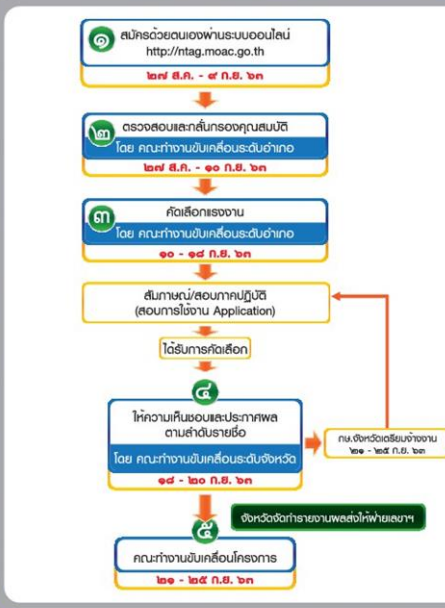 ๑
สมัครด้วยตนเองผ่านระบบออนไลน์
http://ntag.moac.go.th
๒๗ ส.ค. - ๙ ก.ย. ๖๓
๒
ตรวจสอบและกลั่นกรองคุณสมบัติ
โดย คณะทำงานขับเคลื่อนระดับอำเภอ
๒๗ ส.ค. - ๑๐ ก.ย. ๖๓
๓
คัดเลือกแรงงาน
โดย คณะทำงานขับเคลื่อนระดับอำเภอ
๑๐ - ๑๘ ก.ย. ๖๓
สัมภาษณ์/สอบภาคปฏิบัติ
(สอบการใช้งาน Application)
ได้รับการคัดเลือก
๔
ให้ความเห็นชอบและประกาศผล
ตามลำดับรายชื่อ
โดย คณะทำงานขับเคลื่อนระดับจังหวัด
๑๘ - ๒๐ ก.ย. ๖๓
กษ.จังหวัดเตรียมจ้างงาน
๒๑ - ๒๕ ก.ย. ๖๓
จังหวัดจัดทำรายงานผลส่งให้ฝ่ายเลขาฯ
๕
คณะทำงานขับเคลื่อนโครงการ
๒๑ - ๒๕ ก.ย. ๖๓